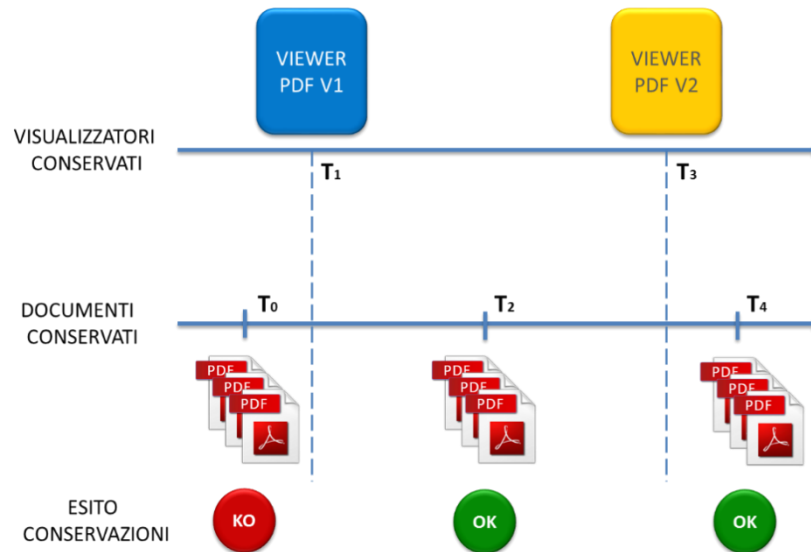 VIEWER
PDF V1
VIEWER
PDF V2
VISUALIZZATORI
CONSERVATI
T1
T3
DOCUMENTI
CONSERVATI
T0
T2
T4
PDF
PDF
PDF
PDF
PDF
PDF
PDF
PDF
PDF
ESITO
CONSERVAZIONI
KO
OK
OK